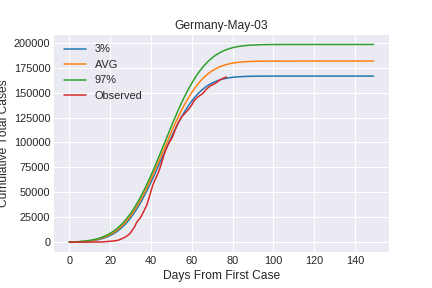 Germany-May-03
Cumulative Total Cases
200000
175000
150000
125000
100000
75000
50000
25000
0
3%
AVG
97%
Observed
0 20 40 60 80 100 120 140
Days From First Case